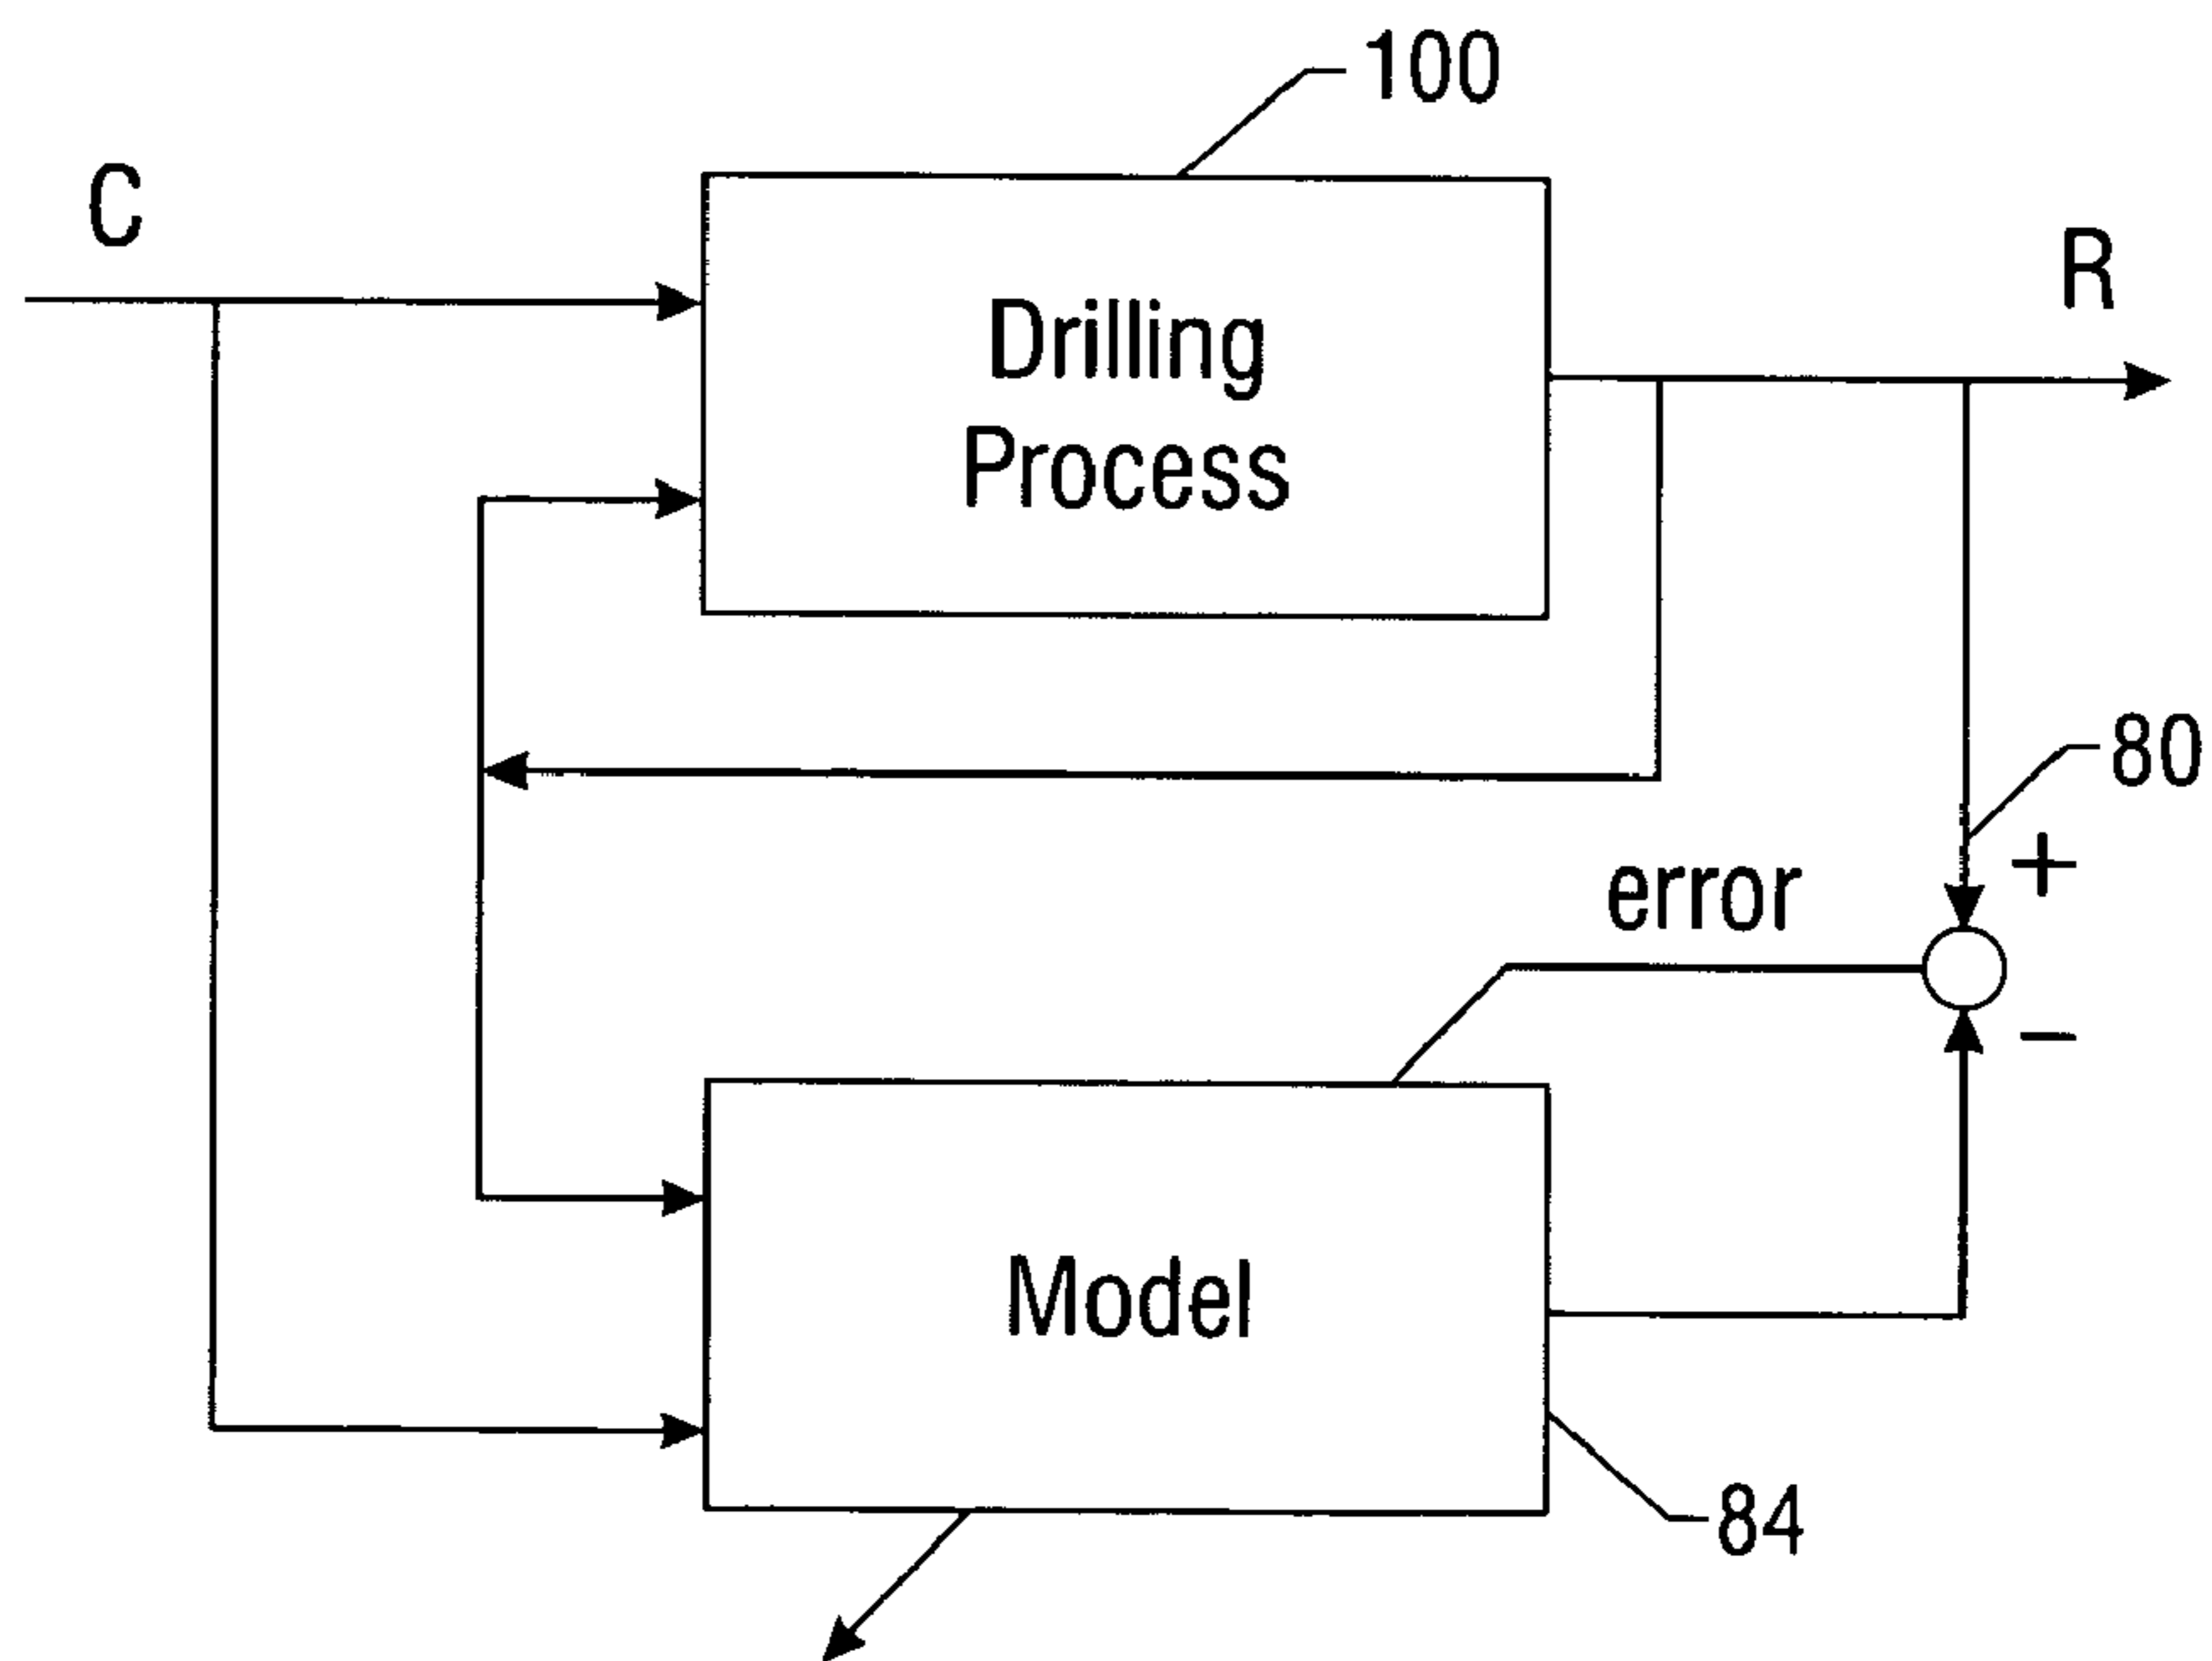 100
C
R
Drilling
Process
80
+
error
−
Model
84